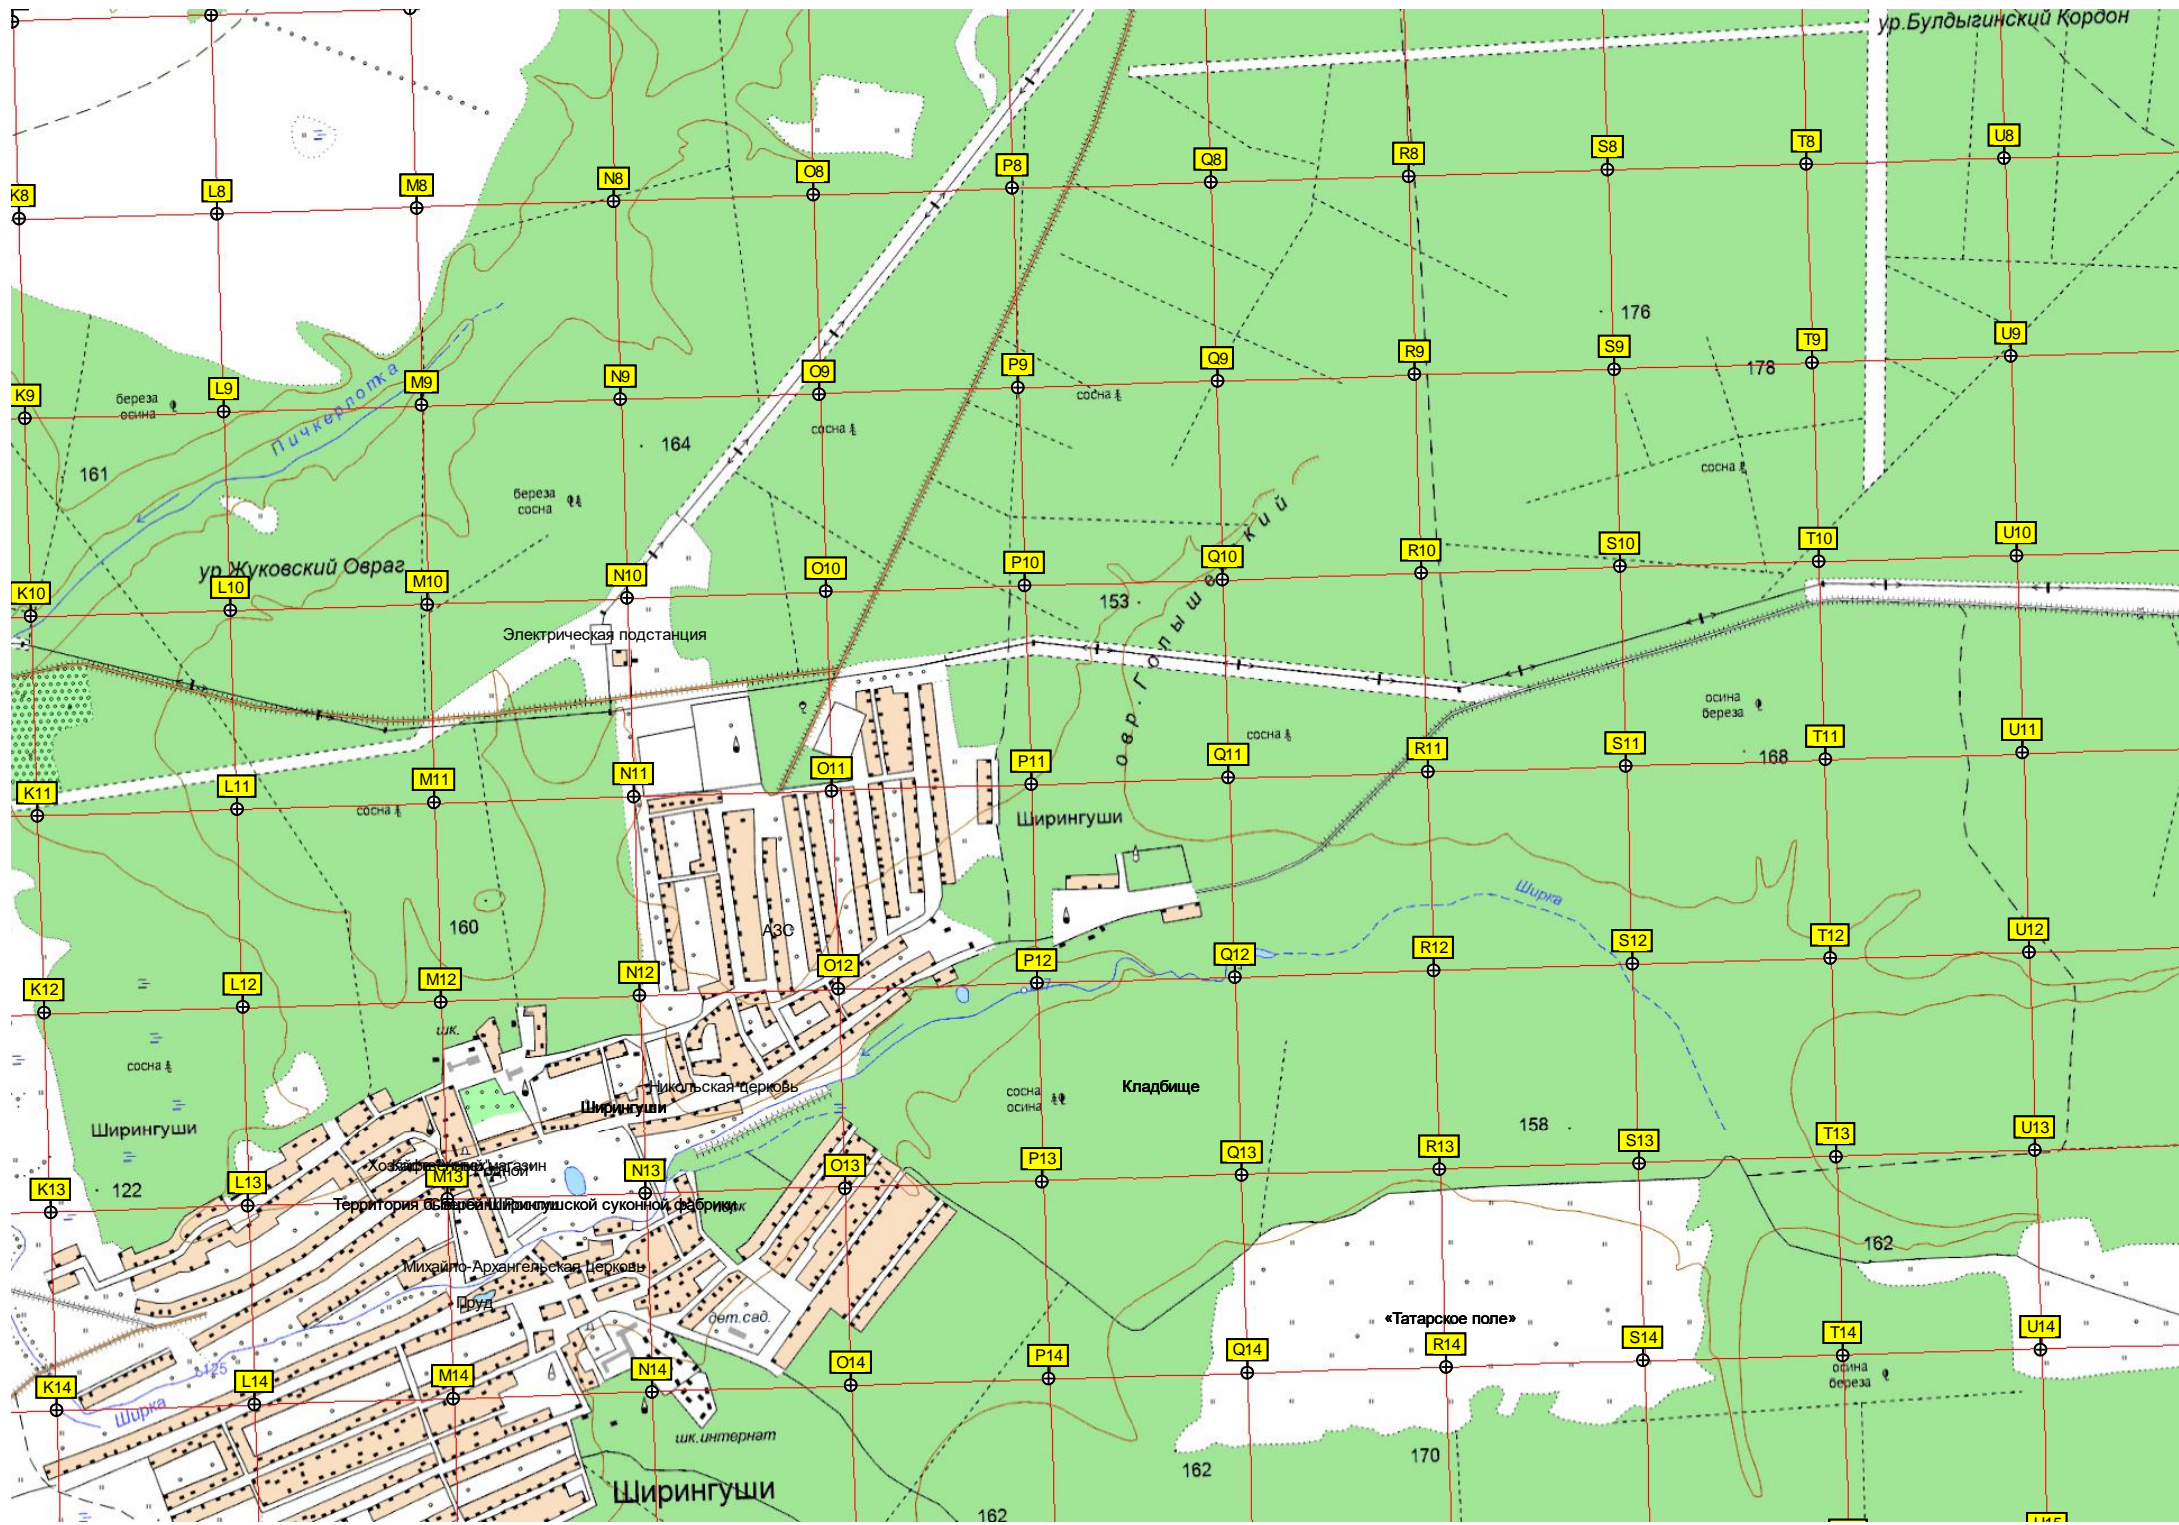 ур.Булдыгинский Кордон
K8
L8
M8
N8
O8
P8
Q8
R8
S8
T8
U8
176
178
K9
L9
M9
N9
O9
P9
Q9
R9
S9
T9
U9
береза
осина
Пичкерлотка
сосна
сосна
164
161
береза
сосна
сосна
ур.Жуковский Овраг
K10
L10
M10
N10
O10
P10
Q10
R10
S10
T10
U10
153
Электрическая подстанция
осина
береза
сосна
168
K11
L11
M11
N11
O11
P11
Q11
R11
S11
T11
U11
сосна
Ширингуши
Ширка
160
АЗС
K12
L12
M12
N12
O12
P12
Q12
R12
S12
T12
U12
шк.
сосна
Никольская церковь
сосна
осина
Кладбище
Ширингуши
Ширингуши
158
122
K13
L13
M13
N13
O13
P13
Q13
R13
S13
T13
U13
162
Михайло-Архангельская церковь
Пруд
дет.сад.
«Татарское поле»
125
K14
L14
M14
N14
O14
P14
Q14
R14
S14
T14
U14
осина
береза
Ширка
шк.интернат
170
162
Ширингуши
162
U15